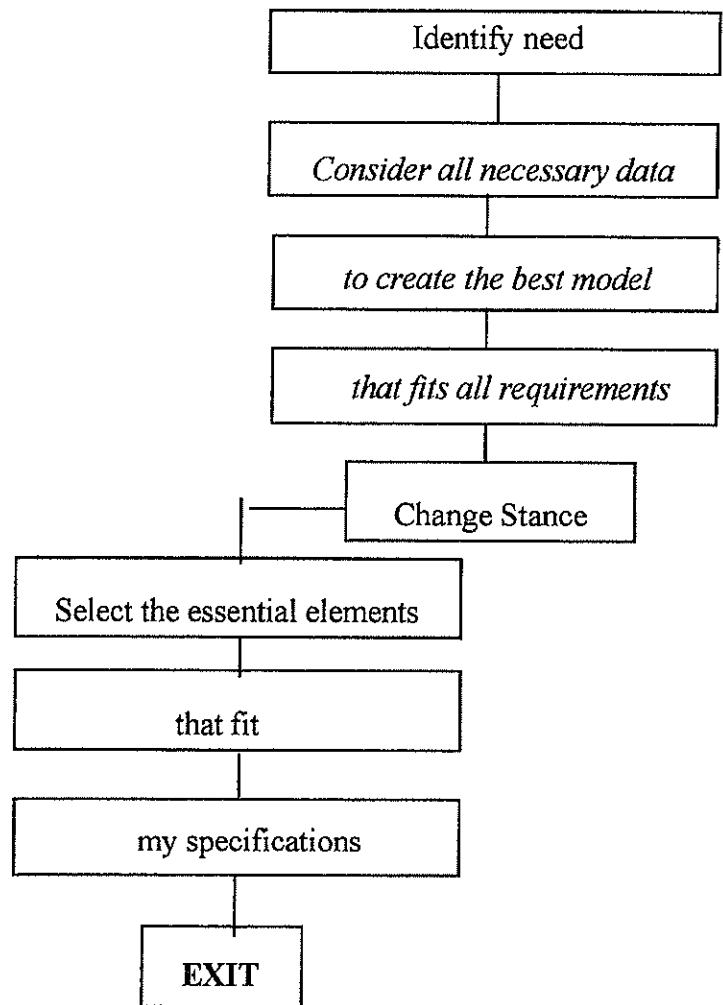 Identify need
Consider all necessary data
to create the best model
that fits all requirements
Change Stance
Select the essential elements
that fit
my specifications
EXIT